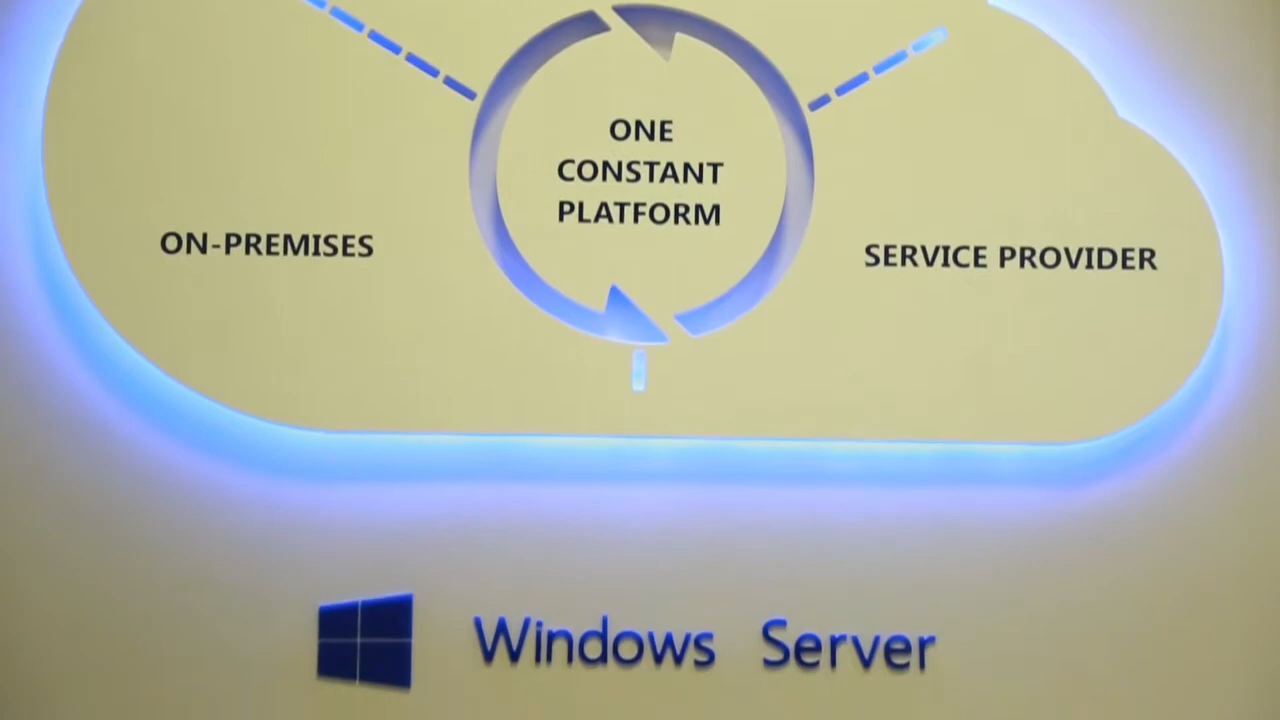 ONE
CONSTANT
PLATFORM
ON-PREMISES
SERVICE PROVIDER
Windows Server